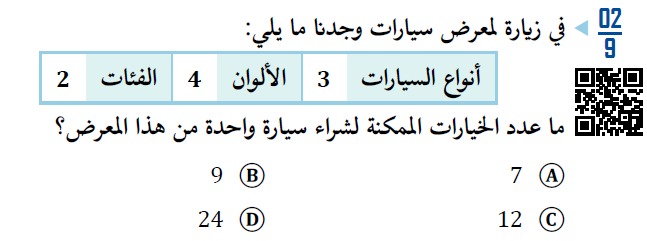 02
9
في زيارة لمعرض سيارات وجدنا ما يلي:
أنواع السيارات 3 الألوان 4 الفئات 2
ما عدد الخيارات الممكنة لشراء سيارة واحدة من هذا المعرض؟
A 7 B 9
C 12 D 24